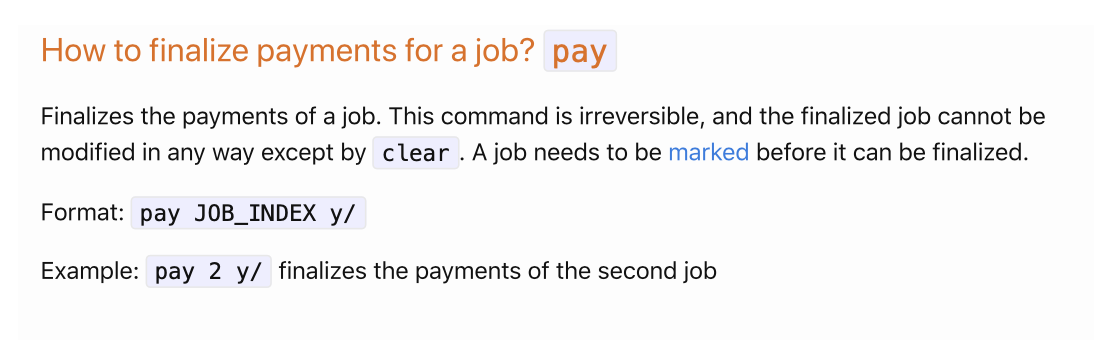 How to finalize payments for a job? pay
Finalizes the payments of a job. This command is irreversible, and the finalized job cannot be
modified in any way except by clear. A job needs to be marked before it can be finalized.
Format: pay JOB_INDEX y/
Example: pay 2 y/ finalizes the payments of the second job